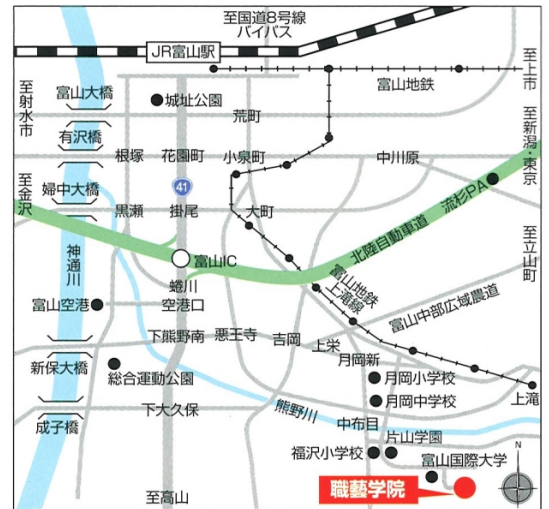 至国道8号線
バイパス
JR富山駅
至上市
富山地鉄
富山大橋
城址公園
至射水市
荒町
有沢橋
根塚
花園町
小泉町
中川原
至新潟・東京
流杉PA
婦中大橋
41
至金沢
黒瀬
掛尾
大町
北陸自動車道
至立山町
神通川
富山IC
蜷川
富山地鉄
上滝線
富山空港
空港口
富山中部広域農道
下熊野南
悪王寺
吉岡
上栄
月岡新
新保大橋
総合運動公園
月岡小学校
上滝
月岡中学校
下大久保
熊野川
中布目
成子橋
片山学園
福沢小学校
富山国際大学
職藝学院
至高山
N